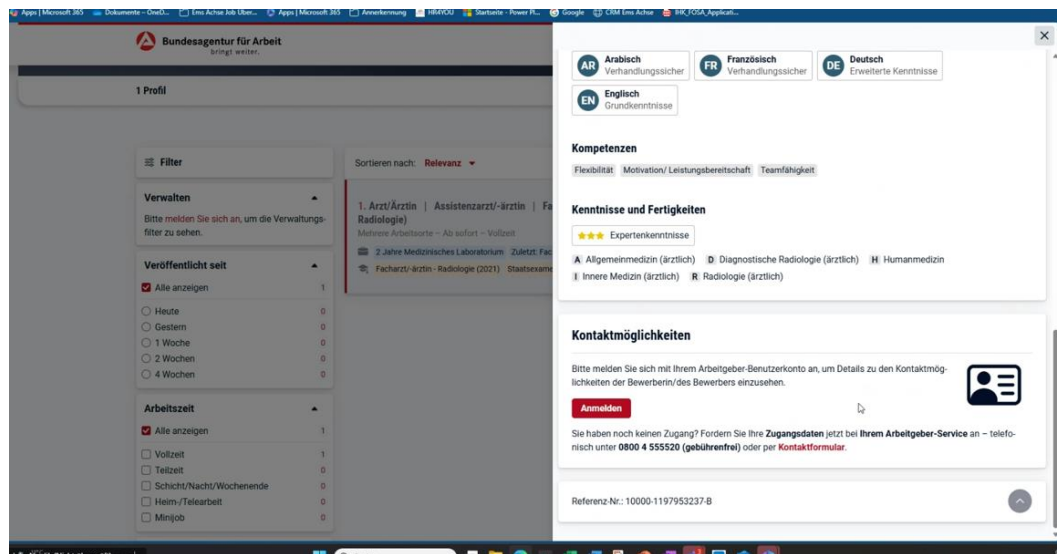 Apps | Microsoft 365
Dokumente – OneD...
Ems Achse Job Über...
Apps | Microsoft 365
Annerkennung
HR4YOU
Startseite - Power Pl...
Google
CRM Ems Achse
IHK_FOSA_Applicati...
Bundesagentur für Arbeit
bringt weiter.
1 Profil
Filter
Verwalten
Bitte melden Sie sich an, um die Verwaltungs-
filter zu sehen.
Veröffentlicht seit
Alle anzeigen 1
Heute 0
Gestern 0
1 Woche 0
2 Wochen 0
4 Wochen 0
Arbeitszeit
Alle anzeigen 1
Vollzeit 1
Teilzeit 0
Schicht/Nacht/Wochenende 0
Heim-/Telearbeit 0
Minijob 0
Sortieren nach: Relevanz
1. Arzt/Ärztin | Assistenzarzt/-ärztin | Fa
Radiologie)
Mehrere Arbeitsorte – Ab sofort – Vollzeit
2 Jahre Medizinisches Laboratorium Zuletzt: Fac
Facharzt/-ärztin - Radiologie (2021) Staatsexame
AR Arabisch
Verhandlungssicher
FR Französisch
Verhandlungssicher
DE Deutsch
Erweiterte Kenntnisse
EN Englisch
Grundkenntnisse
Kompetenzen
Flexibilität Motivation/ Leistungsbereitschaft Teamfähigkeit
Kenntnisse und Fertigkeiten
Expertenkenntnisse
A Allgemeinmedizin (ärztlich) D Diagnostische Radiologie (ärztlich) H Humanmedizin
I Innere Medizin (ärztlich) R Radiologie (ärztlich)
Kontaktmöglichkeiten
Bitte melden Sie sich mit Ihrem Arbeitgeber-Benutzerkonto an, um Details zu den Kontaktmög-
lichkeiten der Bewerberin/des Bewerbers einzusehen.
Anmelden
Sie haben noch keinen Zugang? Fordern Sie Ihre Zugangsdaten jetzt bei Ihrem Arbeitgeber-Service an – telefo-
nisch unter 0800 4 555520 (gebührenfrei) oder per Kontaktformular.
Referenz-Nr.: 10000-1197953237-B